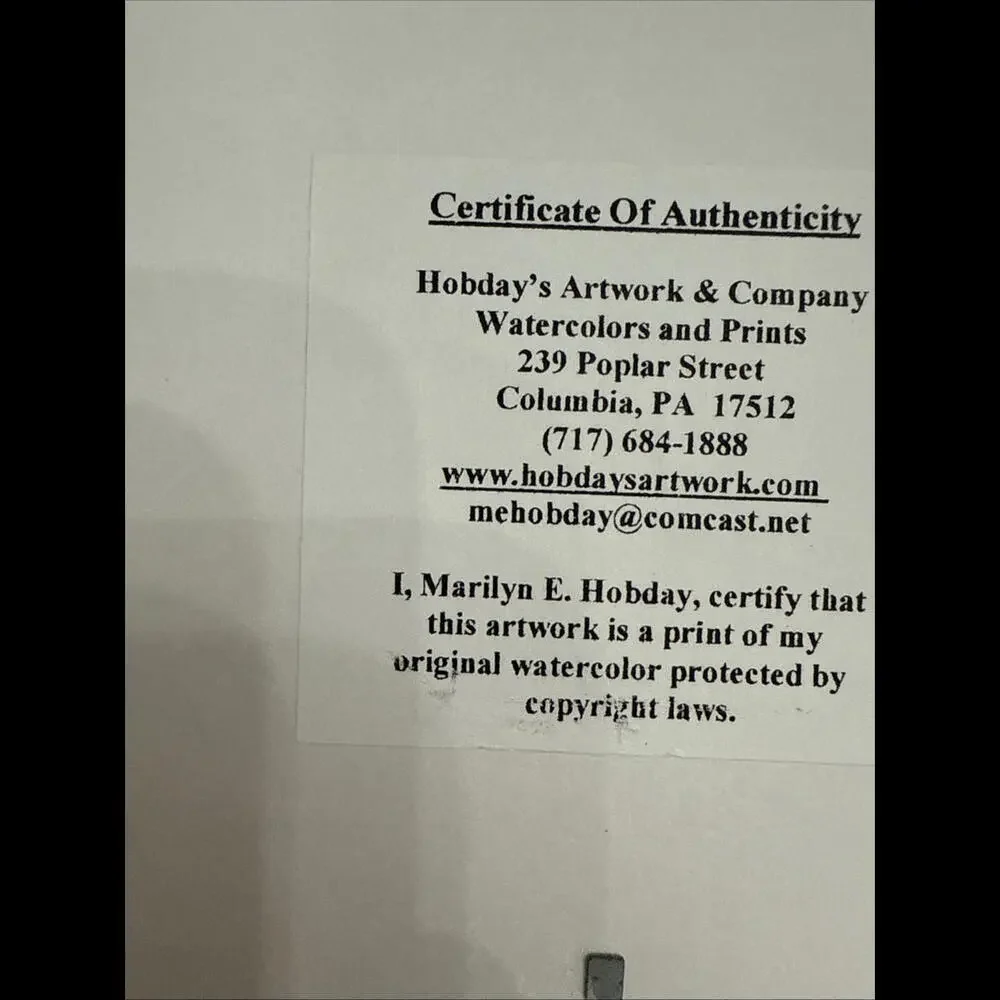 Certificate Of Authenticity
Hobday's Artwork & Company
Watercolors and Prints
239 Poplar Street
Columbia, PA 17512
(717) 684-1888
www.hobdaysartwork.com
mehobday@comcast.net
I, Marilyn E. Hobday, certify that
this artwork is a print of my
original watercolor protected by
copyright laws.